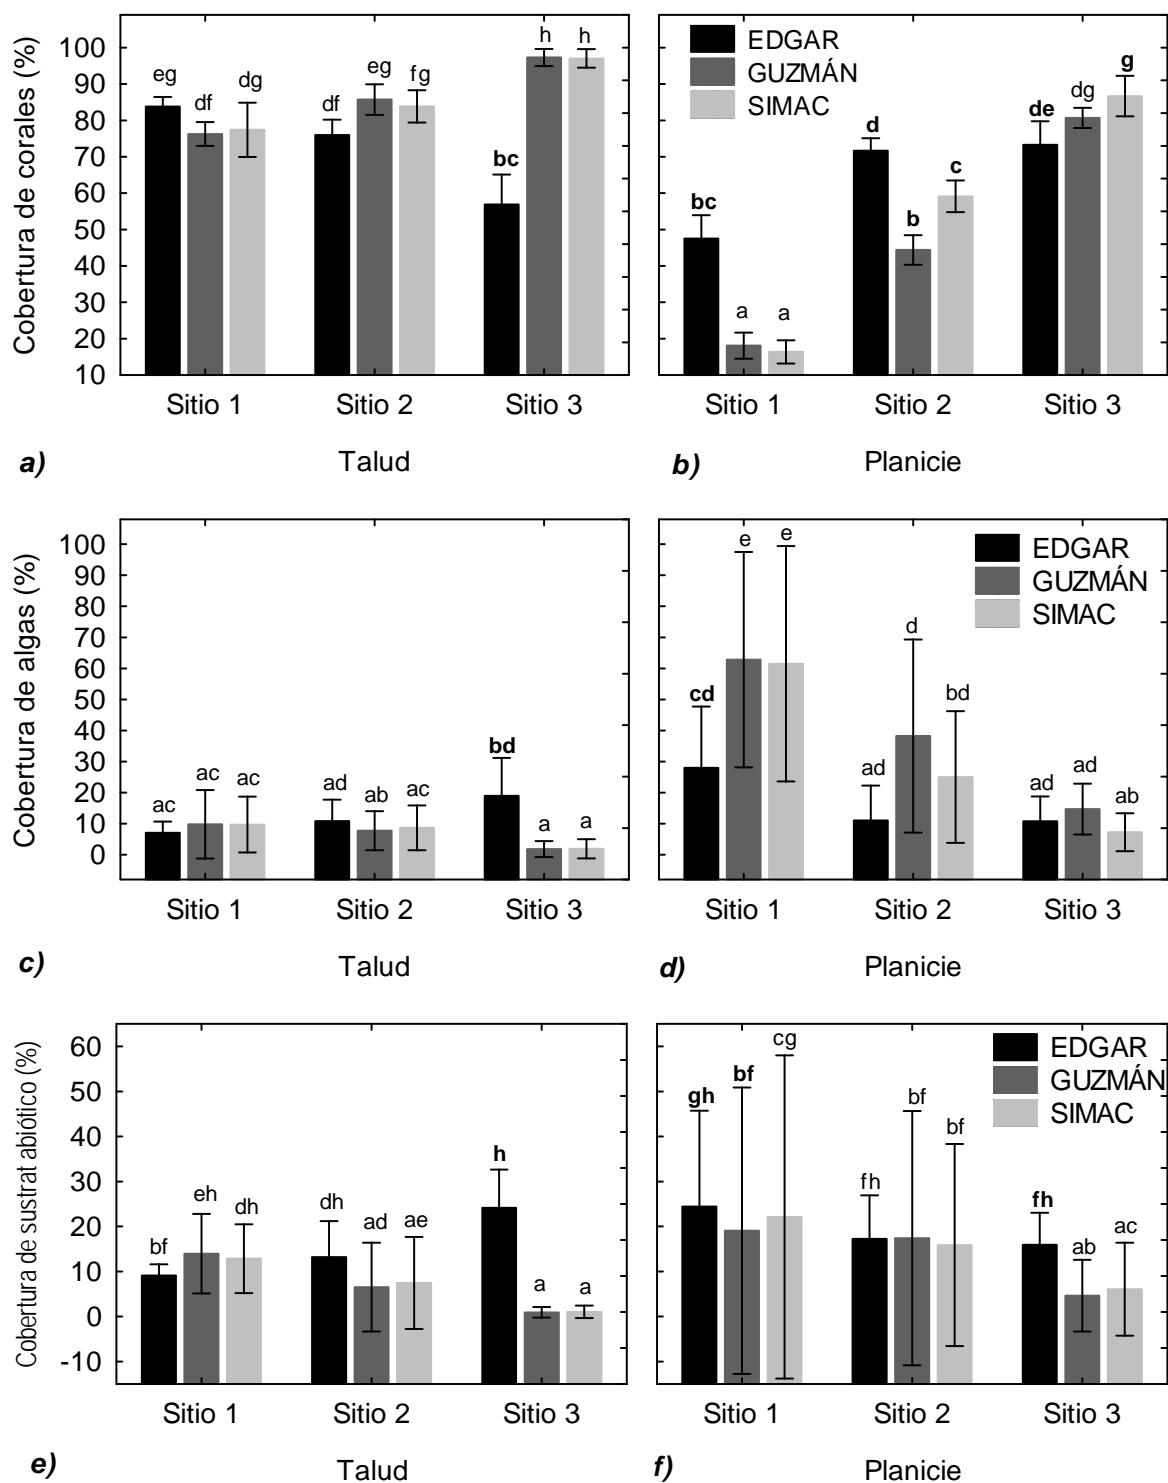 Cobertura de corales (%)
100
90
80
70
60
50
40
30
20
10
eg
df
dg
df
eg
fg
bc
h
h
Sitio 1
Sitio 2
Sitio 3
a)
Talud
EDGAR
GUZMÁN
SIMAC
bc
a
a
d
b
c
de
dg
g
Sitio 1
Sitio 2
Sitio 3
b)
Planicie
Cobertura de algas (%)
100
90
80
70
60
50
40
30
20
10
0
ac
ac
ac
ad
ab
ac
bd
a
a
Sitio 1
Sitio 2
Sitio 3
c)
Talud
EDGAR
GUZMÁN
SIMAC
cd
e
e
ad
d
bd
ad
ad
ab
Sitio 1
Sitio 2
Sitio 3
d)
Planicie
Cobertura de sustrat abiótico (%)
60
50
40
30
20
10
0
-10
bf
eh
dh
dh
ad
ae
h
a
a
Sitio 1
Sitio 2
Sitio 3
e)
Talud
EDGAR
GUZMÁN
SIMAC
gh
bf
cg
fh
bf
bf
fh
ab
ac
Sitio 1
Sitio 2
Sitio 3
f)
Planicie